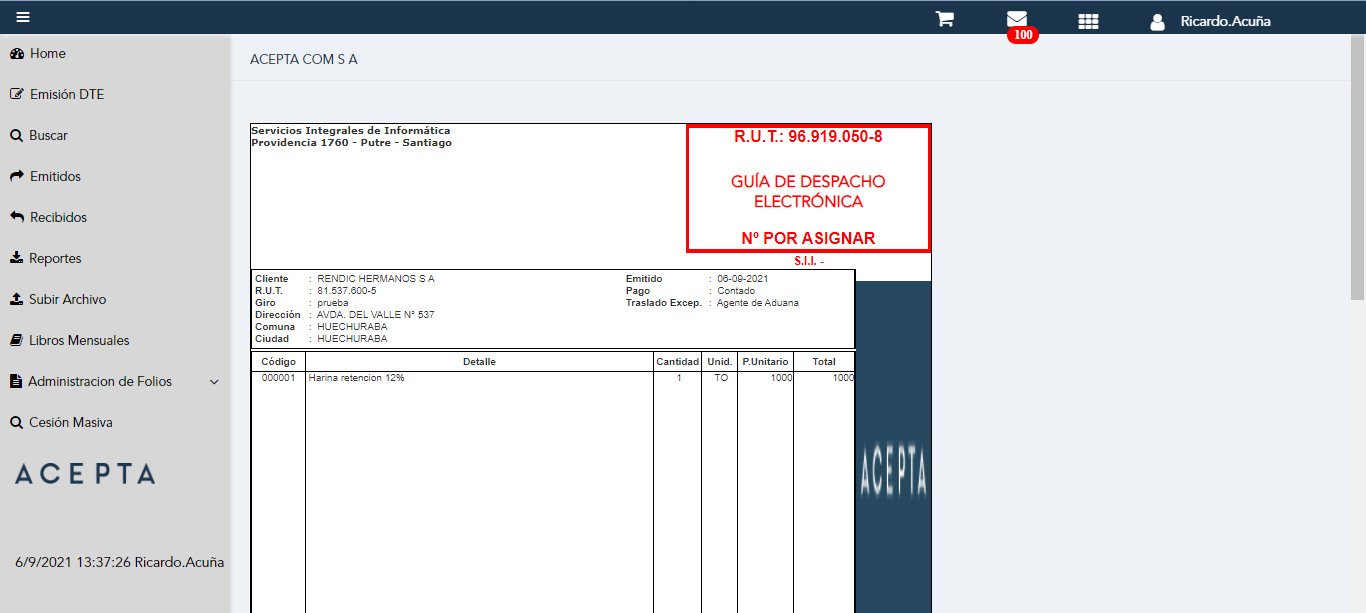 Ricardo.Acuña
100
Home
Emisión DTE
Buscar
Emitidos
Recibidos
Reportes
Subir Archivo
Libros Mensuales
Administracion de Folios
Cesión Masiva
ACEPTA
6/9/2021 13:37:26 Ricardo.Acuña
ACEPTA COM S A
Servicios Integrales de Informática
Providencia 1760 - Putre - Santiago
R.U.T.: 96.919.050-8
GUÍA DE DESPACHO
ELECTRÓNICA
Nº POR ASIGNAR
S.I.I. -
Cliente : RENDIC HERMANOS S A
R.U.T. : 81.537.600-5
Giro : prueba
Dirección : AVDA. DEL VALLE N° 537
Comuna : HUECHURABA
Ciudad : HUECHURABA
Emitido : 06-09-2021
Pago : Contado
Traslado Excep. : Agente de Aduana
Código Detalle Cantidad Unid. P.Unitario Total
000001 Harina retencion 12% 1 TO 1000 1000
ACEPTA